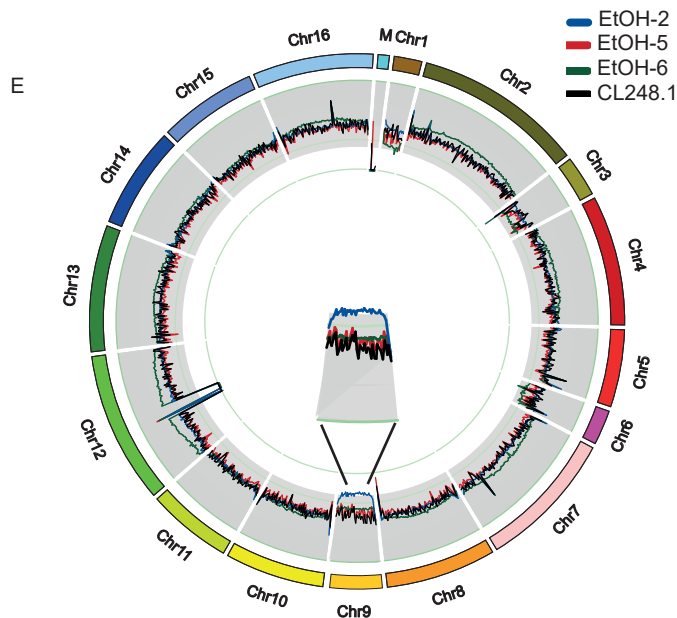 E
EtOH-2
EtOH-5
EtOH-6
CL248.1
M
Chr1
Chr2
Chr3
Chr4
Chr5
Chr6
Chr7
Chr8
Chr9
Chr10
Chr11
Chr12
Chr13
Chr14
Chr15
Chr16